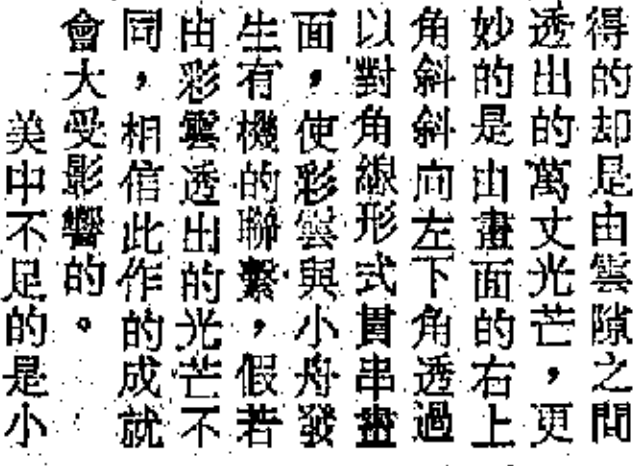 得的却是由雲隙之間
透出的萬丈光芒，更
妙的是由畫面的右上
角斜斜向左下角透過
以對角線形式貫串畫
面，使彩雲與小舟發
生有機的聯繫，假若
由彩雲透出的光芒不
同，相信此作的成就
會大受影響的。
美中不足的是小